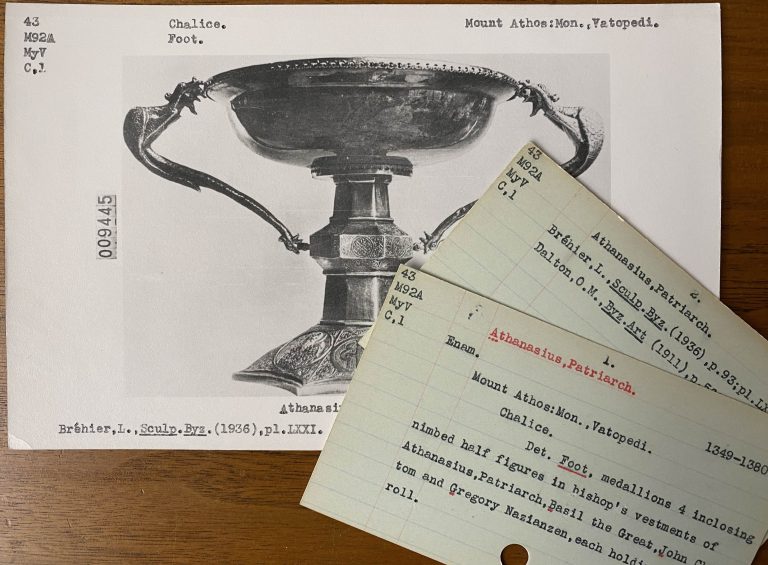 43
M92A
MyV
C,1
Chalice.
Foot.
Mount Athos:Mon.,Vatopedi.
009445
Bréhier,L.,Sculp.Byz.(1936),pl.LXXI.
43
M92A
MyV
C,1
2.
Athanasius,Patriarch.
Bréhier,L.,Sculp.Byz.(1936),p.93;pl.
Dalton,O.M.,Byz.Art (1911),
43
M92A
MyV
C,1
1.
Athanasius,Patriarch.
Enam.
Mount Athos:Mon.,Vatopedi.
1349-1380
Chalice.
Det. Foot, medallions 4 inclosing
nimbed half figures in bishop's vestments of
Athanasius,Patriarch,Basil the Great,John
tom and Gregory Nazianzen,each
roll.